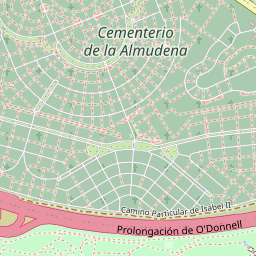 Cementerio
de la Almudena
Camino Particular de Isabel II
Prolongación de O'Donnell